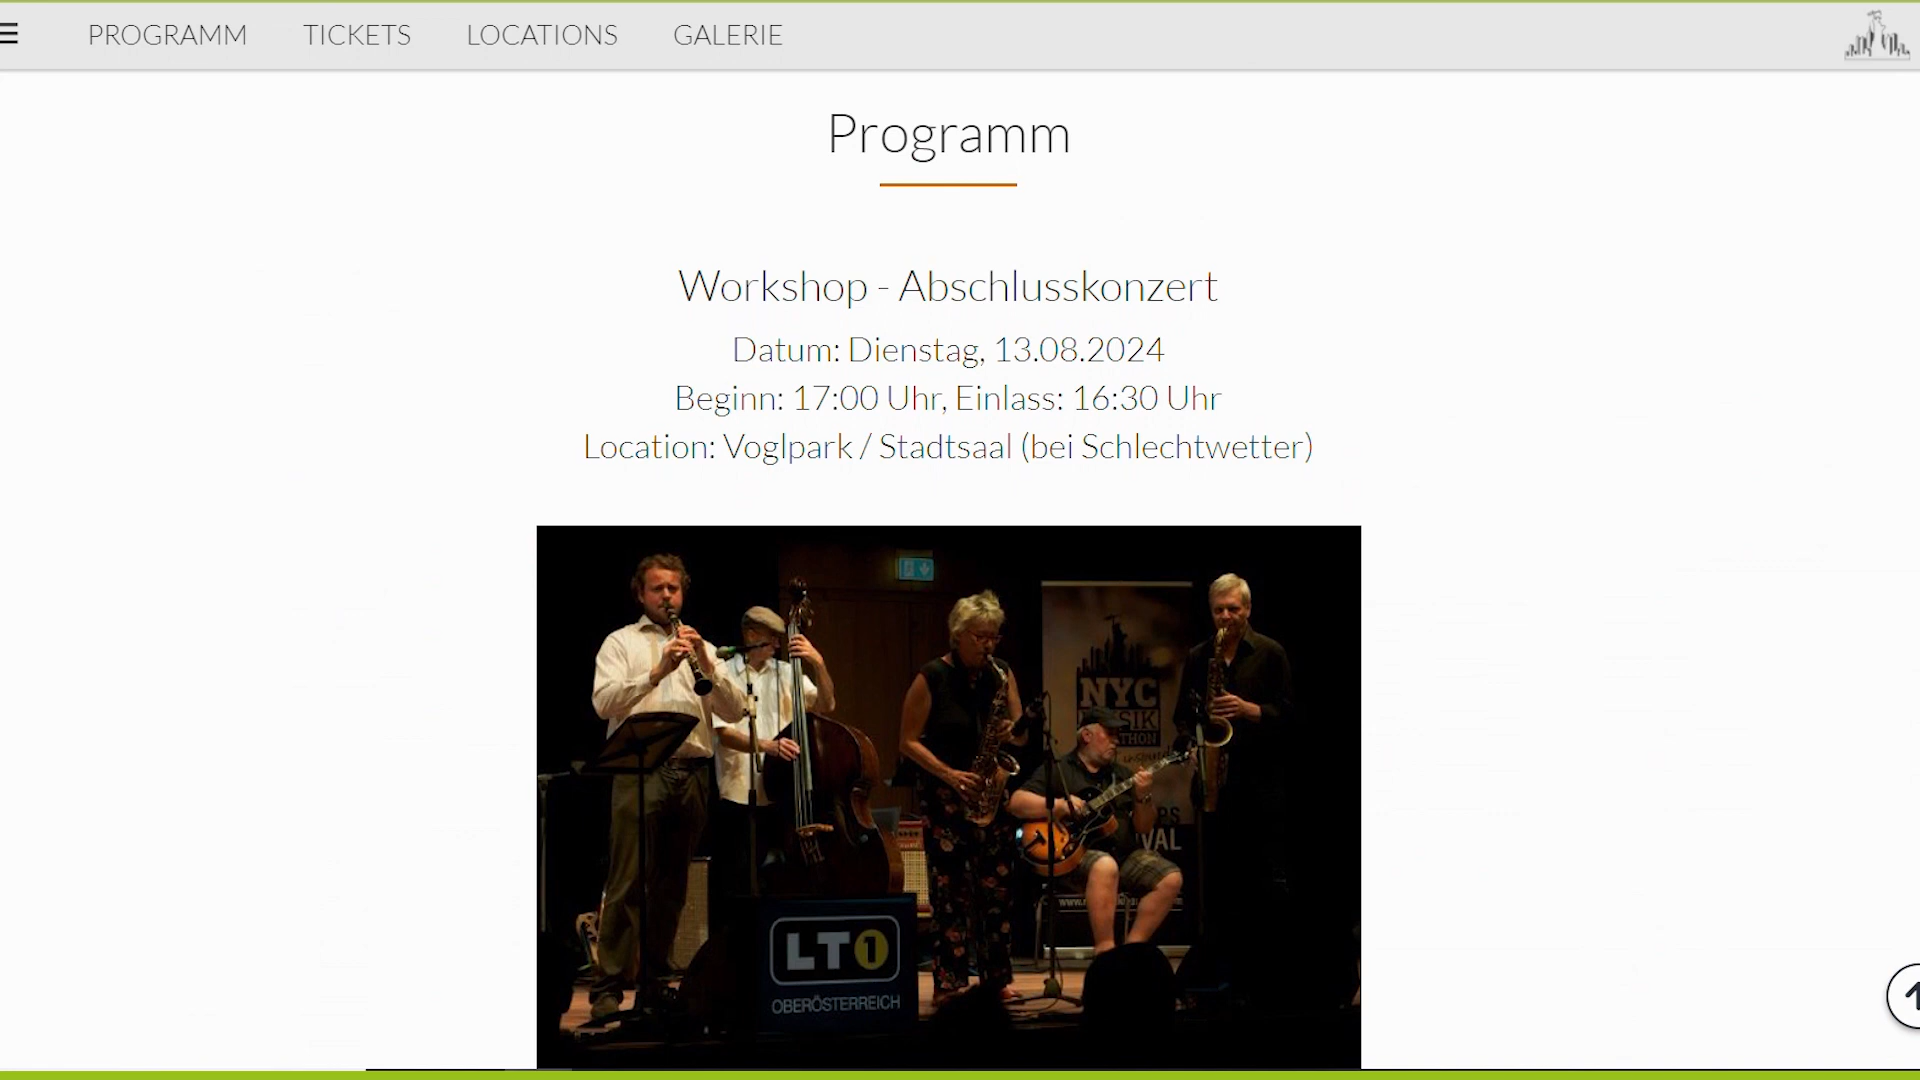 PROGRAMM TICKETS LOCATIONS GALERIE
Programm
Workshop - Abschlusskonzert
Datum: Dienstag, 13.08.2024
Beginn: 17:00 Uhr, Einlass: 16:30 Uhr
Location: Voglpark / Stadtsaal (bei Schlechtwetter)
NYC
LT1
OBERÖSTERREICH